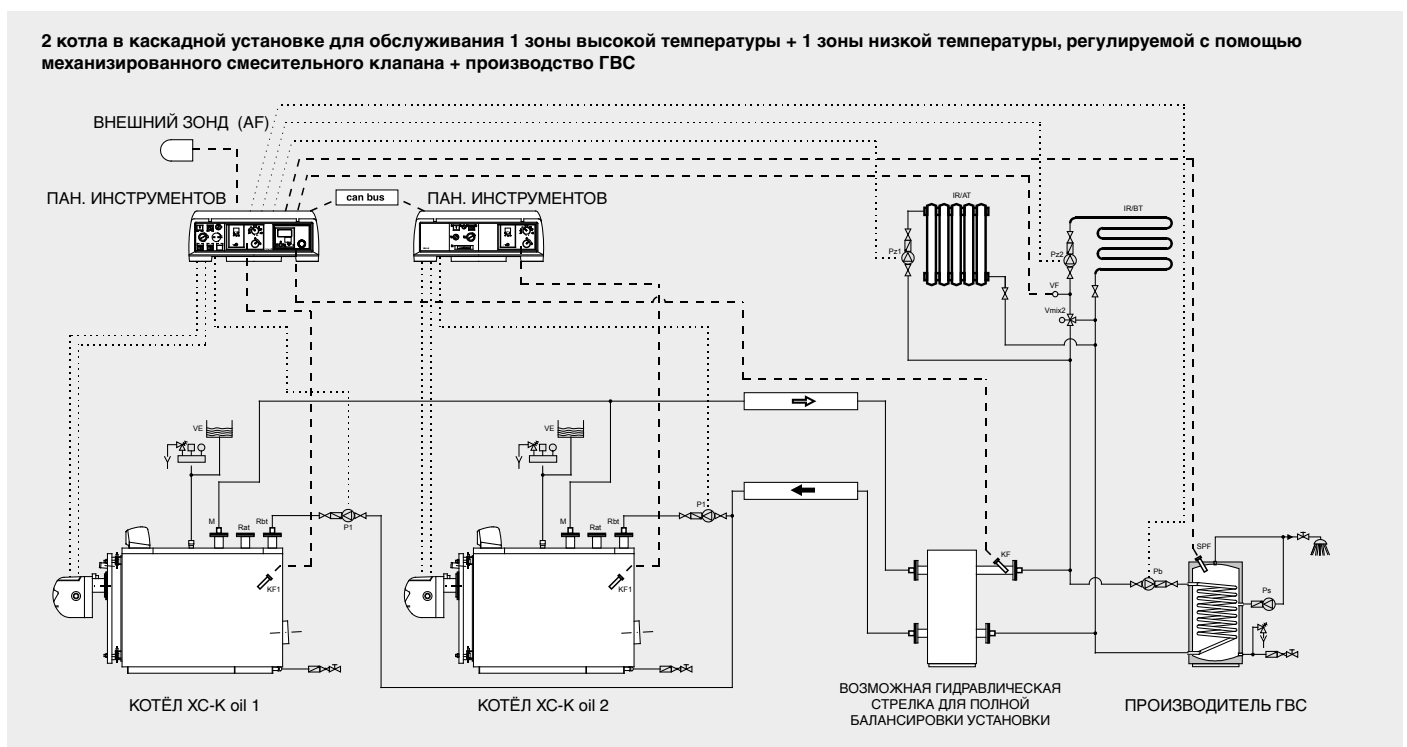 2 котла в каскадной установке для обслуживания 1 зоны высокой температуры + 1 зоны низкой температуры, регулируемой с помощью
механизированного смесительного клапана + производство ГВС
ВНЕШНИЙ ЗОНД (AF)
ПАН. ИНСТРУМЕНТОВ
can bus
ПАН. ИНСТРУМЕНТОВ
IR/AT
IR/BT
Pz1
Pz2
VF
Vmix2
VE
VE
M
Rat
Rbt
P1
M
Rat
Rbt
P1
KF1
KF1
KF
SPF
Pb
Ps
КОТЁЛ XC-K oil 1
КОТЁЛ XC-K oil 2
ВОЗМОЖНАЯ ГИДРАВЛИЧЕСКАЯ
СТРЕЛКА ДЛЯ ПОЛНОЙ
БАЛАНСИРОВКИ УСТАНОВКИ
ПРОИЗВОДИТЕЛЬ ГВС